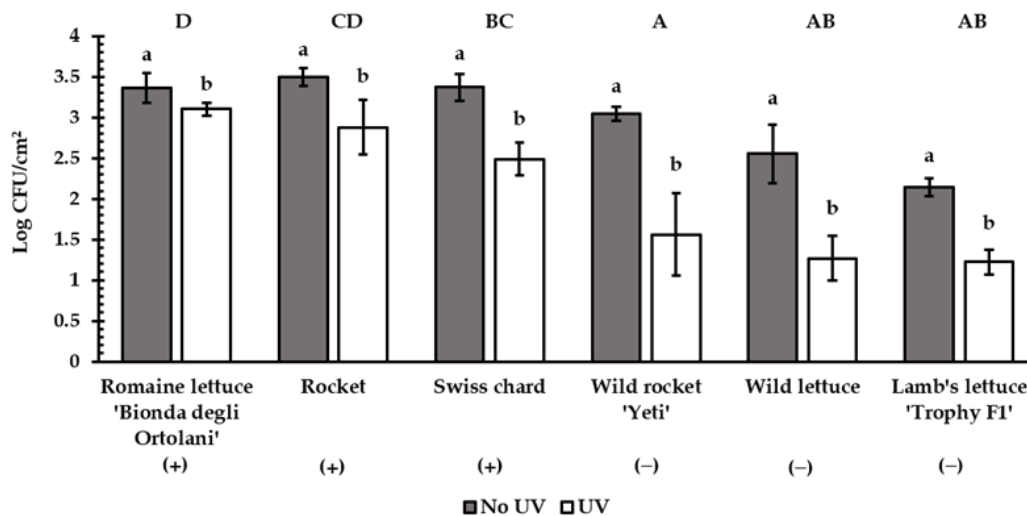 D CD BC A AB AB
4
3.5
3
2.5
2
1.5
1
0.5
0
Log CFU/cm²
a b a b a b a b a b a b
Romaine lettuce Rocket Swiss chard Wild rocket Wild lettuce Lamb's lettuce
'Bionda degli 'Yeti' 'Trophy F1'
Ortolani'
(+) (+) (+) (−) (−) (−)
No UV UV